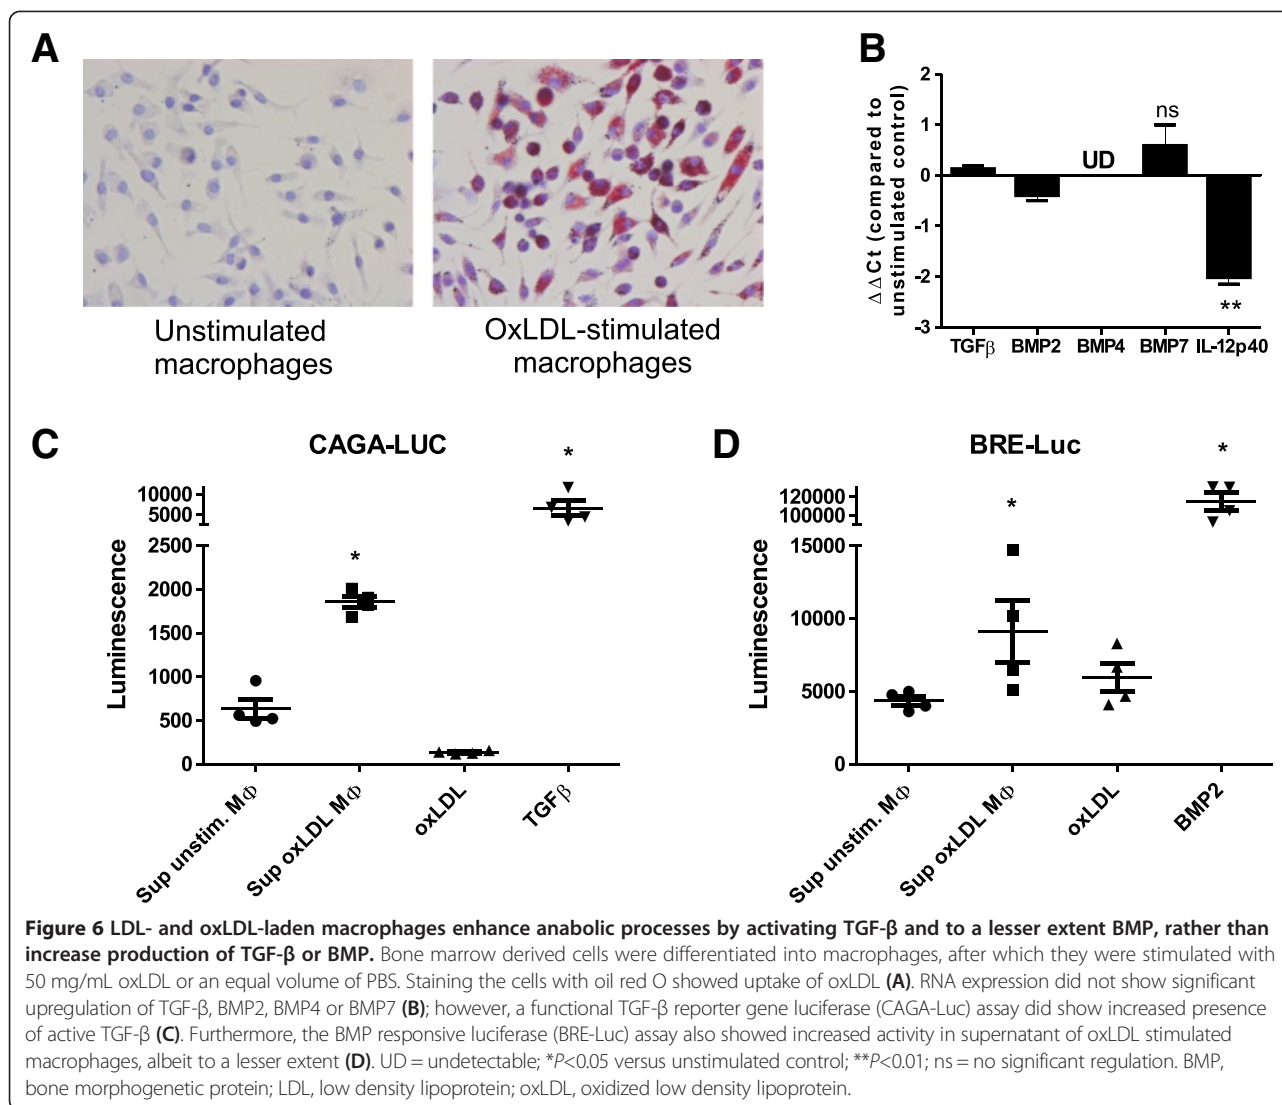 A
Unstimulated
macrophages
OxLDL-stimulated
macrophages
B
ΔΔCt (compared to
unstimulated control)
2
1
0
-1
-2
-3
UD
ns
**
TGFβ
BMP2
BMP4
BMP7
IL-12p40
C
CAGA-LUC
Luminescence
10000
5000
2500
2000
1500
1000
500
0
*
*
Sup unstim. MΦ
Sup oxLDL MΦ
oxLDL
TGFβ
D
BRE-Luc
Luminescence
120000
100000
15000
10000
5000
0
*
*
Sup unstim. MΦ
Sup oxLDL MΦ
oxLDL
BMP2
Figure 6 LDL- and oxLDL-laden macrophages enhance anabolic processes by activating TGF-β and to a lesser extent BMP, rather than
increase production of TGF-β or BMP. Bone marrow derived cells were differentiated into macrophages, after which they were stimulated with
50 mg/mL oxLDL or an equal volume of PBS. Staining the cells with oil red O showed uptake of oxLDL (A). RNA expression did not show significant
upregulation of TGF-β, BMP2, BMP4 or BMP7 (B); however, a functional TGF-β reporter gene luciferase (CAGA-Luc) assay did show increased presence
of active TGF-β (C). Furthermore, the BMP responsive luciferase (BRE-Luc) assay also showed increased activity in supernatant of oxLDL stimulated
macrophages, albeit to a lesser extent (D). UD = undetectable; *P<0.05 versus unstimulated control; **P<0.01; ns = no significant regulation. BMP,
bone morphogenetic protein; LDL, low density lipoprotein; oxLDL, oxidized low density lipoprotein.